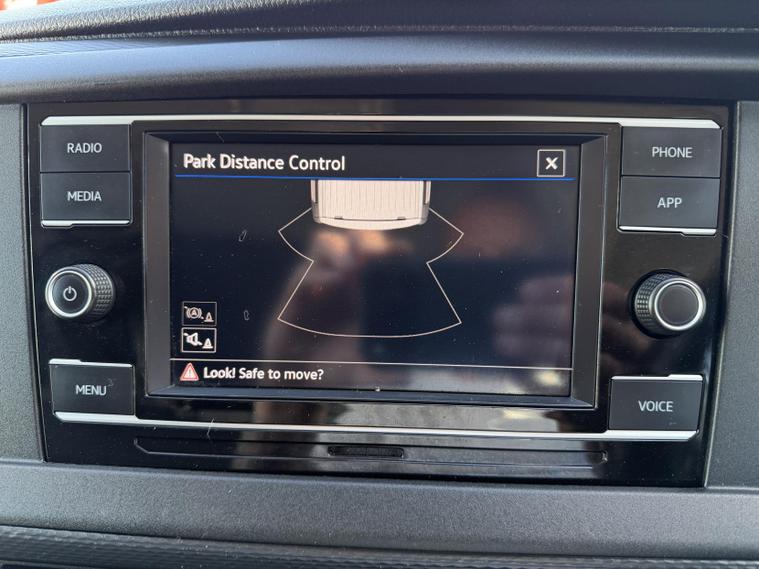 RADIO
MEDIA
MENU
Park Distance Control
X
Look! Safe to move?
PHONE
APP
VOICE